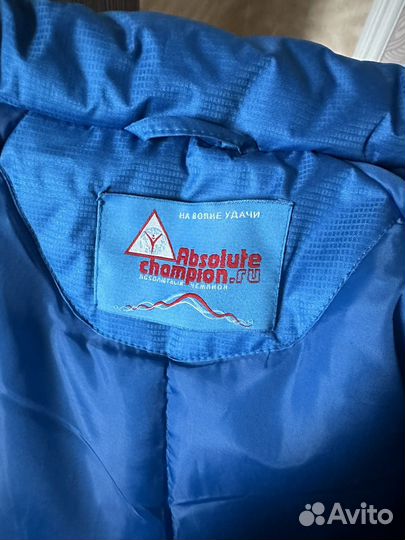 НА ВОЛНЕ УДАЧИ
Absolute
champion.ru
АБСОЛЮТНЫЙ ЧЕМПИОН
Avito